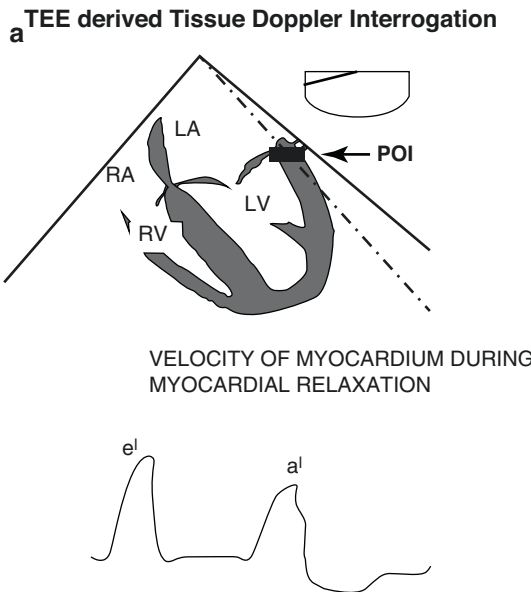 a TEE derived Tissue Doppler Interrogation
LA
POI
RA
LV
RV
VELOCITY OF MYOCARDIUM DURING
MYOCARDIAL RELAXATION
eˡ
aˡ